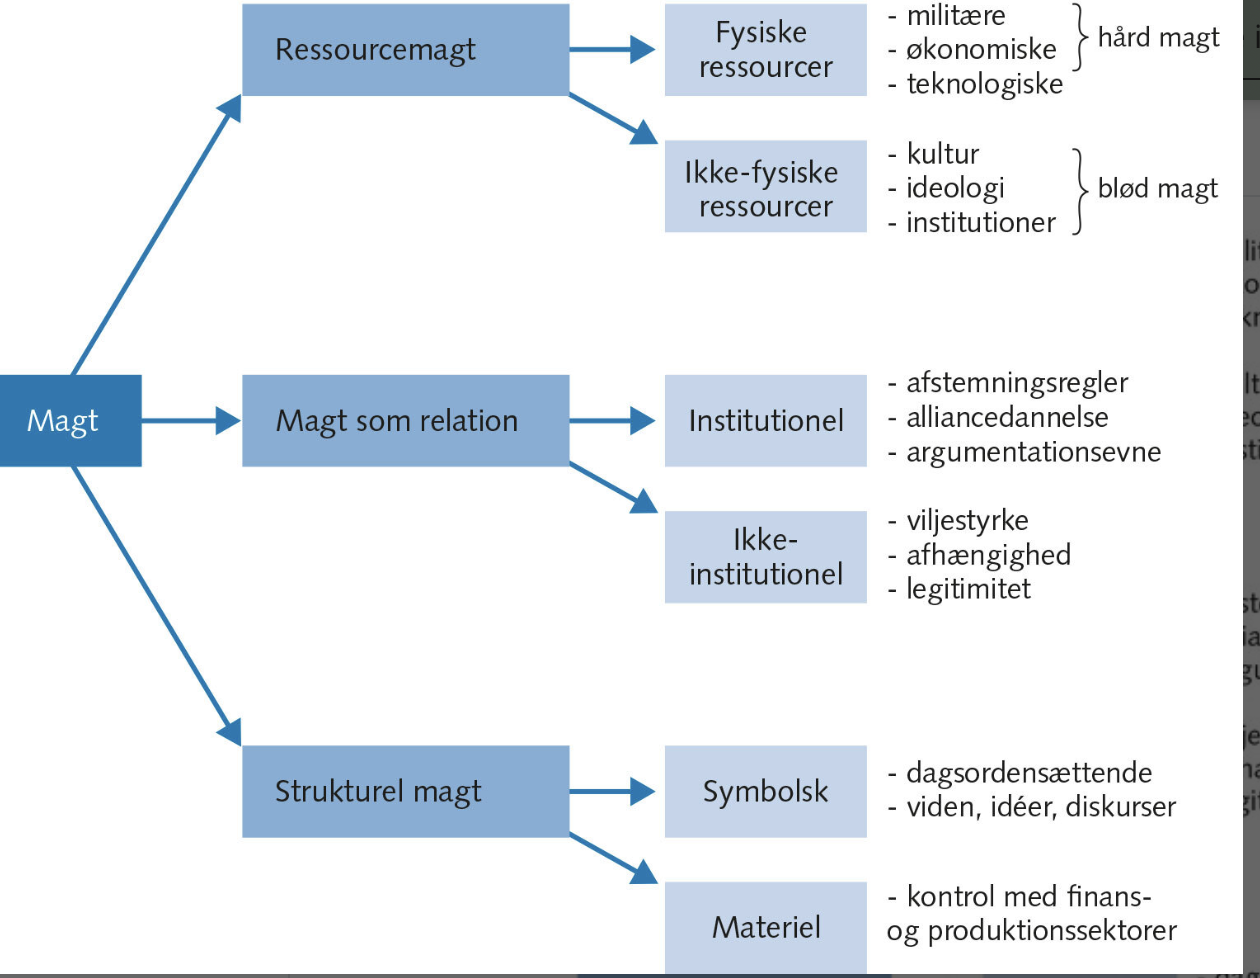 Ressourcemagt
Fysiske
ressourcer
- militære
- økonomiske
- teknologiske
hård magt
Ikke-fysiske
ressourcer
- kultur
- ideologi
- institutioner
blød magt
Magt
Magt som relation
Institutionel
- afstemningsregler
- alliancedannelse
- argumentationsevne
Ikke-
institutionel
- viljestyrke
- afhængighed
- legitimitet
Strukturel magt
Symbolsk
- dagsordensættende
- viden, idéer, diskurser
Materiel
- kontrol med finans-
og produktionssektorer